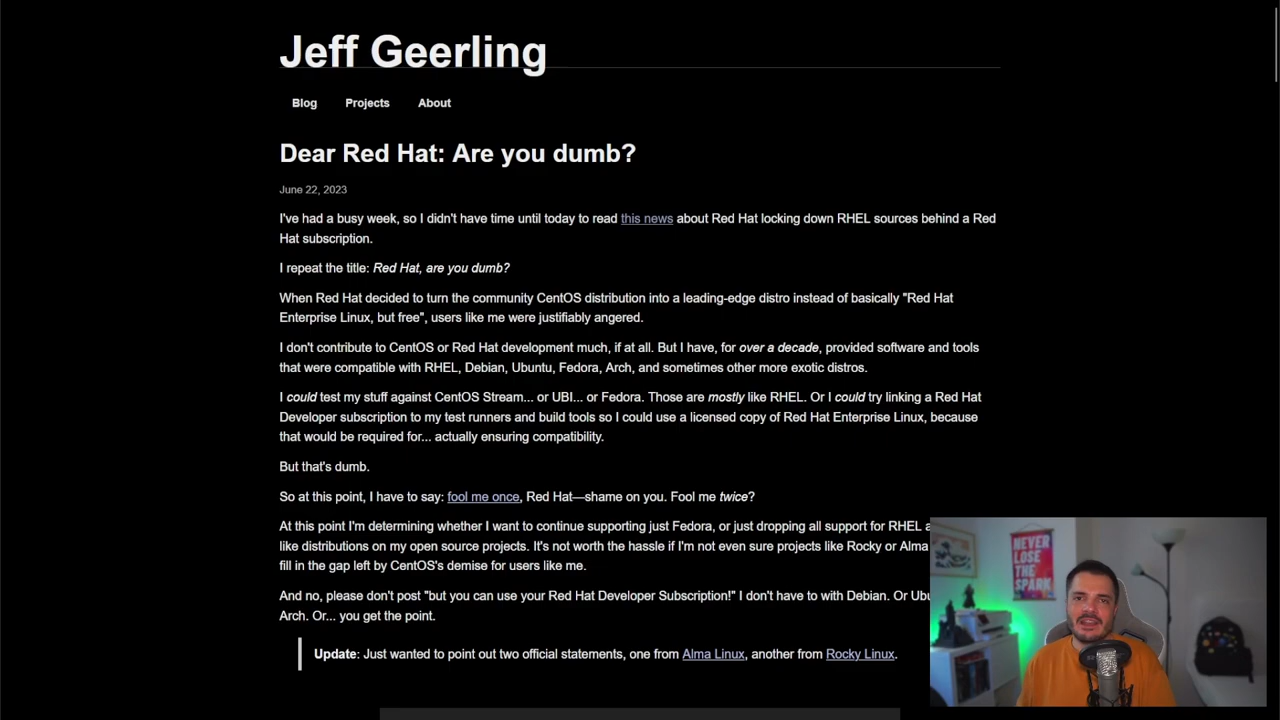 Jeff Geerling
Blog Projects About
Dear Red Hat: Are you dumb?
June 22, 2023
I've had a busy week, so I didn't have time until today to read this news about Red Hat locking down RHEL sources behind a Red
Hat subscription.
I repeat the title: Red Hat, are you dumb?
When Red Hat decided to turn the community CentOS distribution into a leading-edge distro instead of basically "Red Hat
Enterprise Linux, but free", users like me were justifiably angered.
I don't contribute to CentOS or Red Hat development much, if at all. But I have, for over a decade, provided software and tools
that were compatible with RHEL, Debian, Ubuntu, Fedora, Arch, and sometimes other more exotic distros.
I could test my stuff against CentOS Stream... or UBI... or Fedora. Those are mostly like RHEL. Or I could try linking a Red Hat
Developer subscription to my test runners and build tools so I could use a licensed copy of Red Hat Enterprise Linux, because
that would be required for... actually ensuring compatibility.
But that's dumb.
So at this point, I have to say: fool me once, Red Hat—shame on you. Fool me twice?
At this point I'm determining whether I want to continue supporting just Fedora, or just dropping all support for RHEL
like distributions on my open source projects. It's not worth the hassle if I'm not even sure projects like Rocky or Alma
fill in the gap left by CentOS's demise for users like me.
And no, please don't post "but you can use your Red Hat Developer Subscription!" I don't have to with Debian. Or
Arch. Or... you get the point.
Update: Just wanted to point out two official statements, one from Alma Linux, another from Rocky Linux.
NEVER
LOSE
THE
SPARK